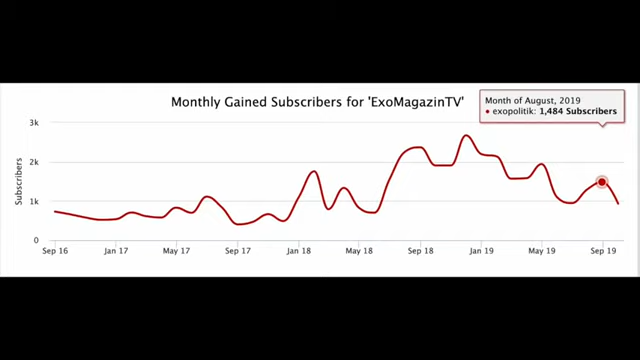 Monthly Gained Subscribers for 'ExoMagazinTV'
Month of August, 2019
exopolitik: 1,484 Subscribers
Subscribers
3k
2k
1k
0
Sep 16 Jan 17 May 17 Sep 17 Jan 18 May 18 Sep 18 Jan 19 May 19 Sep 19